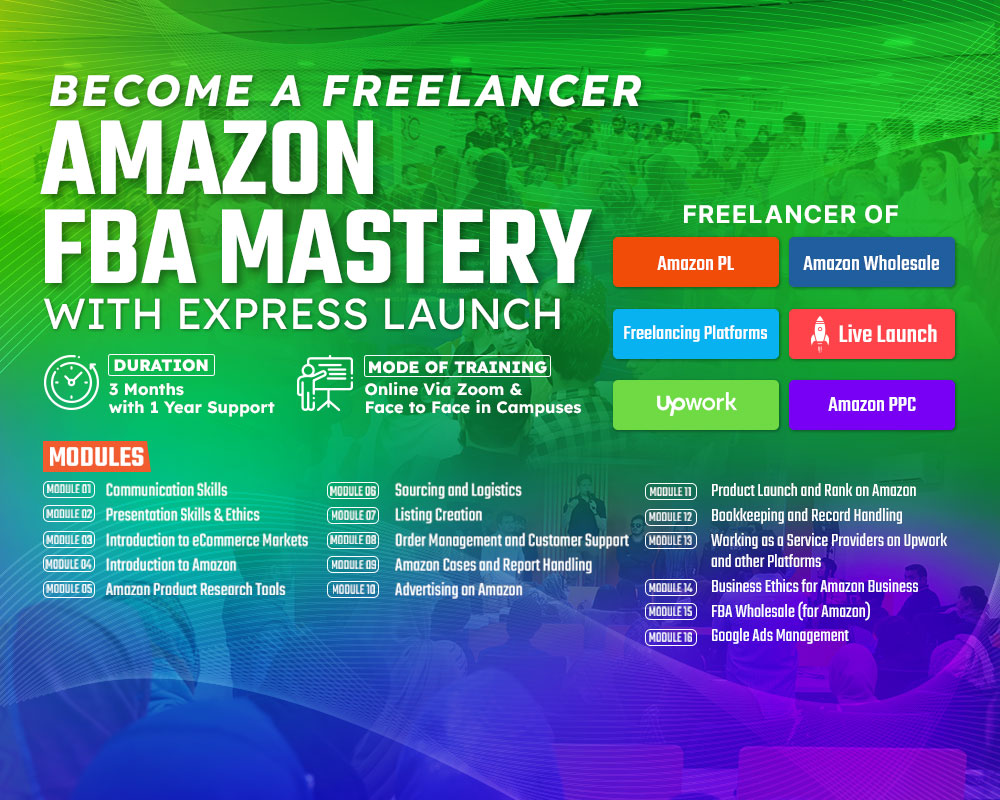 BECOME A FREELANCER
AMAZON
FBA MASTERY
WITH EXPRESS LAUNCH
DURATION
3 Months
with 1 Year Support
MODE OF TRAINING
Online Via Zoom &
Face to Face in Campuses
FREELANCER OF
Amazon PL
Amazon Wholesale
Freelancing Platforms
Live Launch
Upwork
Amazon PPC
MODULES
MODULE 01 Communication Skills
MODULE 02 Presentation Skills & Ethics
MODULE 03 Introduction to eCommerce Markets
MODULE 04 Introduction to Amazon
MODULE 05 Amazon Product Research Tools
MODULE 06 Sourcing and Logistics
MODULE 07 Listing Creation
MODULE 08 Order Management and Customer Support
MODULE 09 Amazon Cases and Report Handling
MODULE 10 Advertising on Amazon
MODULE 11 Product Launch and Rank on Amazon
MODULE 12 Bookkeeping and Record Handling
MODULE 13 Working as a Service Providers on Upwork
and other Platforms
MODULE 14 Business Ethics for Amazon Business
MODULE 15 FBA Wholesale (for Amazon)
MODULE 16 Google Ads Management